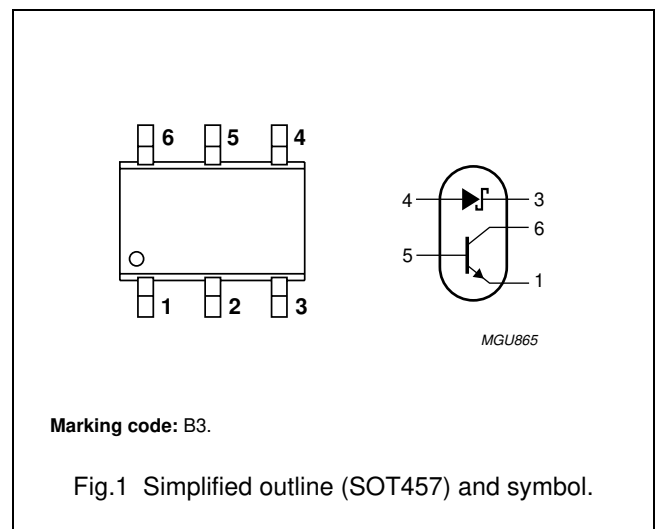 6 5 4
1 2 3
4 3
6
5
1
MGU865
Marking code: B3.
Fig.1 Simplified outline (SOT457) and symbol.